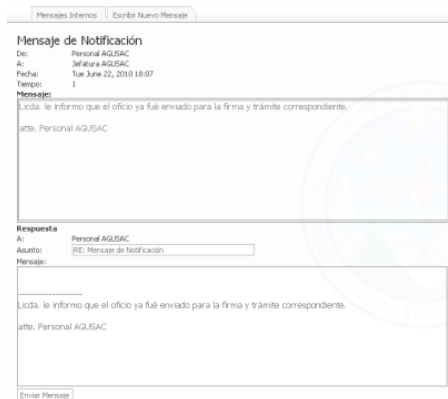 Mensajes Internos Escribir Nuevo Mensaje
Mensaje de Notificación
De: Personal AGUSAC
A: Jefatura AGUSAC
Fecha: Tue June 22, 2010 18:07
Tiempo: 1
Mensaje:
Licda. le informo que el oficio ya fué enviado para la firma y trámite correspondiente.
atte. Personal AGUSAC
Respuesta
A: Personal AGUSAC
Asunto: RE: Mensaje de Notificación
Mensaje:
-------------------
Licda. le informo que el oficio ya fué enviado para la firma y trámite correspondiente.
atte. Personal AGUSAC
Enviar Mensaje